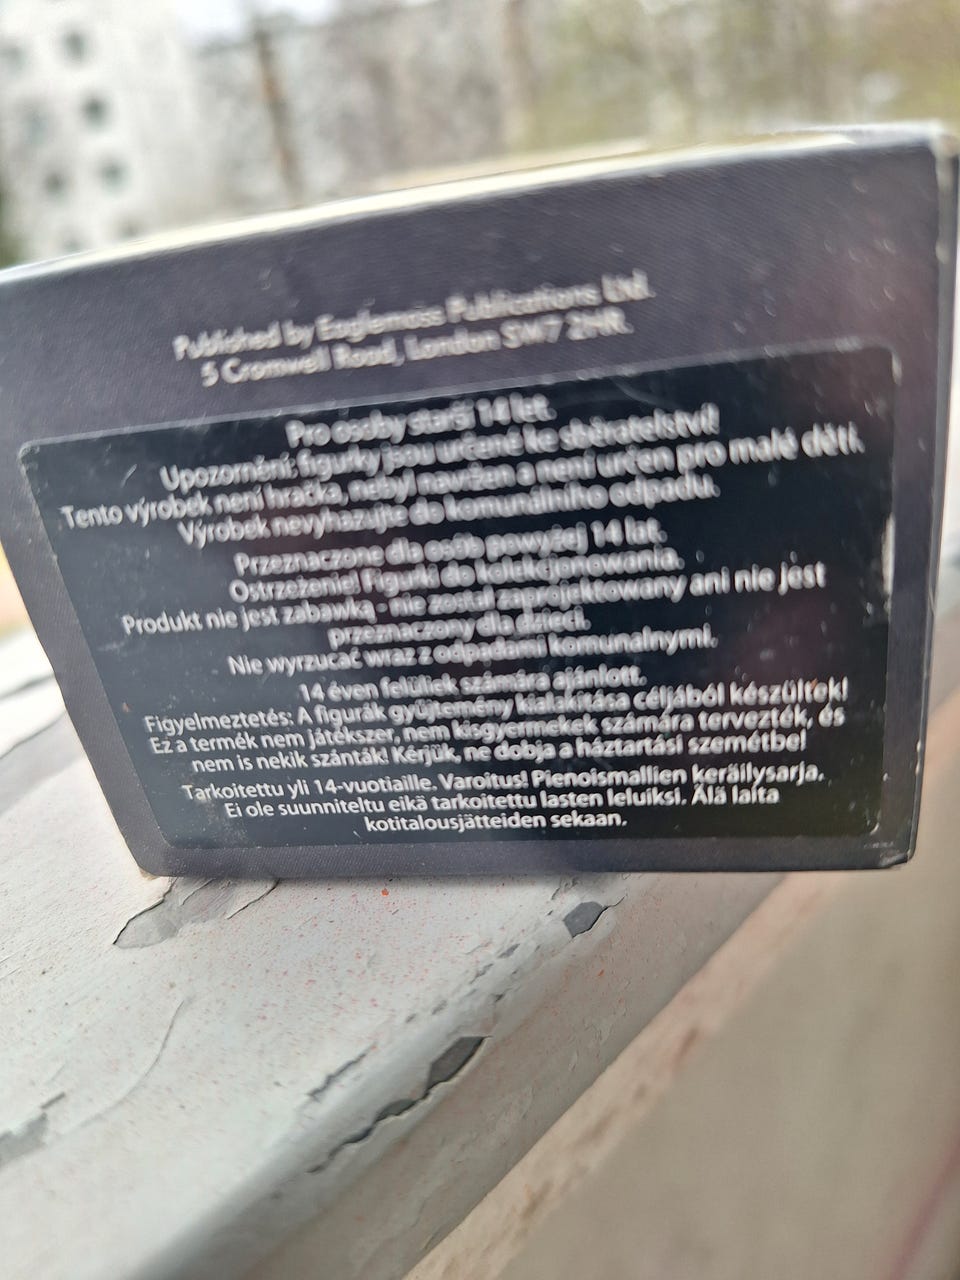 Published by Eaglemoss Publications Ltd.
5 Cromwell Road, London SW7 2HR.
Pro osoby starší 14 let.
Upozornění: figurky jsou určené ke sběratelství!
Tento výrobek není hračka, nebyl navržen a není určen pro malé děti.
Výrobek nevyhazujte do komunálního odpadu.
Przeznaczone dla osób powyżej 14 lat.
Ostrzeżenie! Figurki do kolekcjonowania.
Produkt nie jest zabawką - nie został zaprojektowany ani nie jest
przeznaczony dla dzieci.
Nie wyrzucać wraz z odpadami komunalnymi.
14 éven felüliek számára ajánlott.
Figyelmeztetés: A figurák gyűjtemény kialakítása céljából készültek!
Ez a termék nem játékszer, nem kisgyermekek számára tervezték, és
nem is nekik szánták! Kérjük, ne dobja a háztartási szemétbe!
Tarkoitettu yli 14-vuotiaille. Varoitus! Pienoismallien keräilysarja.
Ei ole suunniteltu eikä tarkoitettu lasten leluiksi. Älä laita
kotitalousjätteiden sekaan.